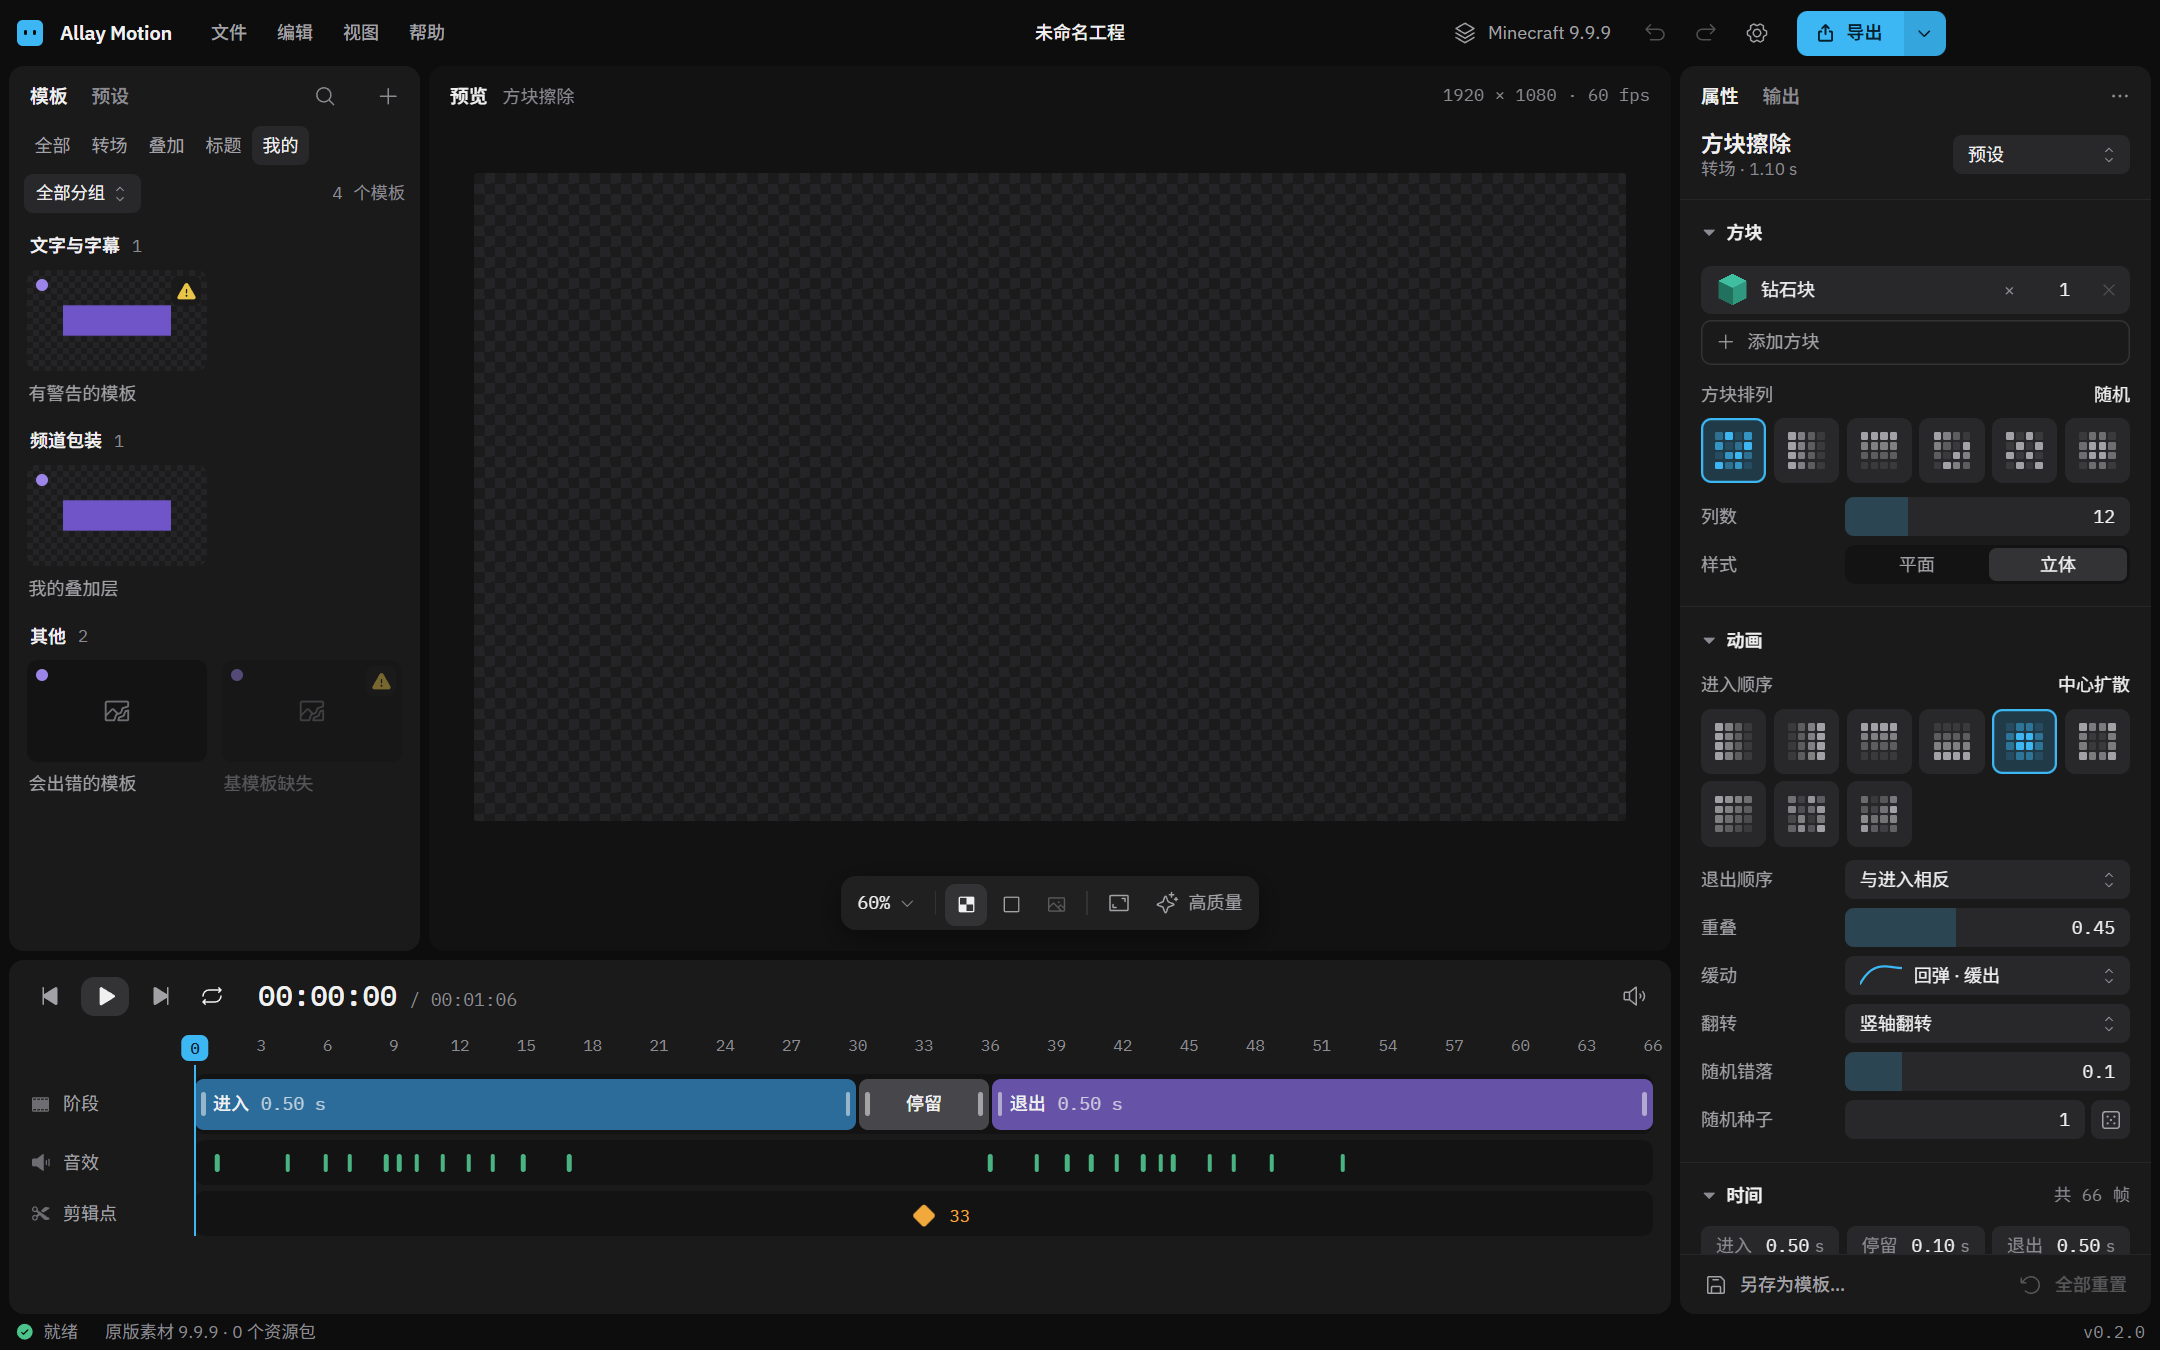 Allay Motion 文件 编辑 视图 帮助 未命名工程 Minecraft 9.9.9 导出
模板 预设
全部 转场 叠加 标题 我的
全部分组 4 个模板
文字与字幕 1
有警告的模板
频道包装 1
我的叠加层
其他 2
会出错的模板 基模板缺失
预览 方块擦除 1920 × 1080 · 60 fps
60% 高质量
属性 输出 ...
方块擦除 预设
转场 · 1.10 s
方块
钻石块 × 1
添加方块
方块排列 随机
列数 12
样式 平面 立体
动画
进入顺序 中心扩散
退出顺序 与进入相反
重叠 0.45
缓动 回弹 · 缓出
翻转 竖轴翻转
随机错落 0.1
随机种子 1
时间 共 66 帧
进入 0.50 s 停留 0.10 s 退出 0.50 s
另存为模板... 全部重置
00:00:00 / 00:01:06
0 3 6 9 12 15 18 21 24 27 30 33 36 39 42 45 48 51 54 57 60 63 66
阶段 进入 0.50 s 停留 退出 0.50 s
音效
剪辑点 33
就绪 原版素材 9.9.9 · 0 个资源包 v0.2.0